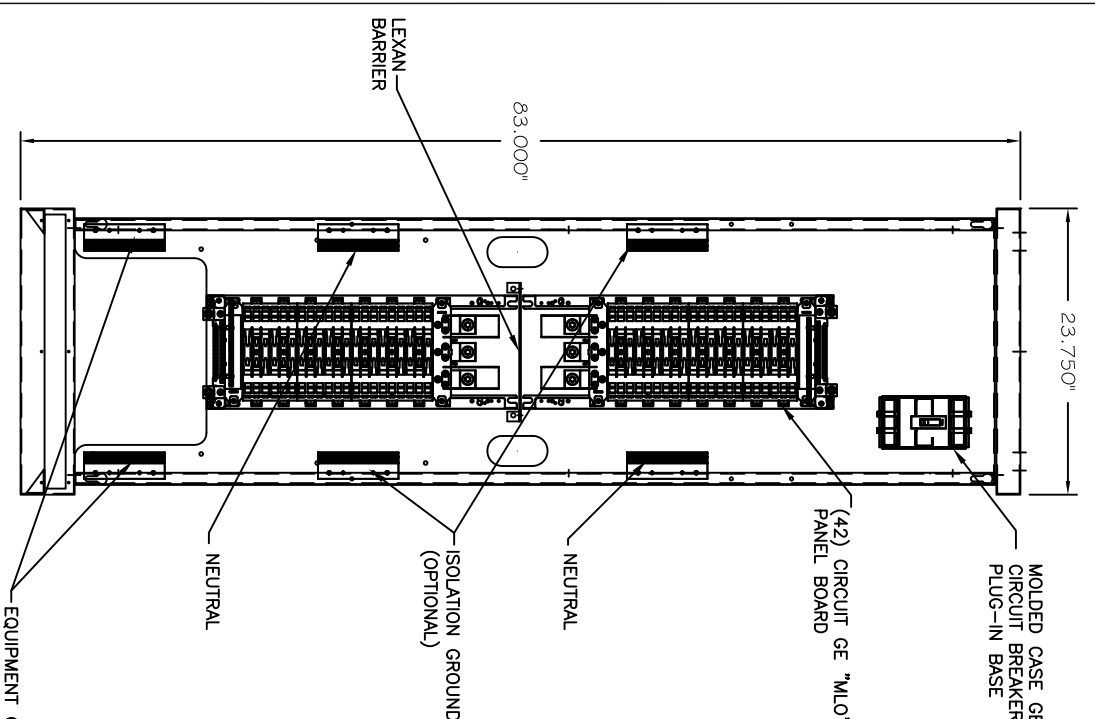 LEXAN
BARRIER
83.000"
23.750"
MOLDED CASE GE
CIRCUIT BREAKER
PLUG-IN BASE
(42) CIRCUIT GE "MLO"
PANEL BOARD
NEUTRAL
ISOLATION GROUND
(OPTIONAL)
NEUTRAL
EQUIPMENT